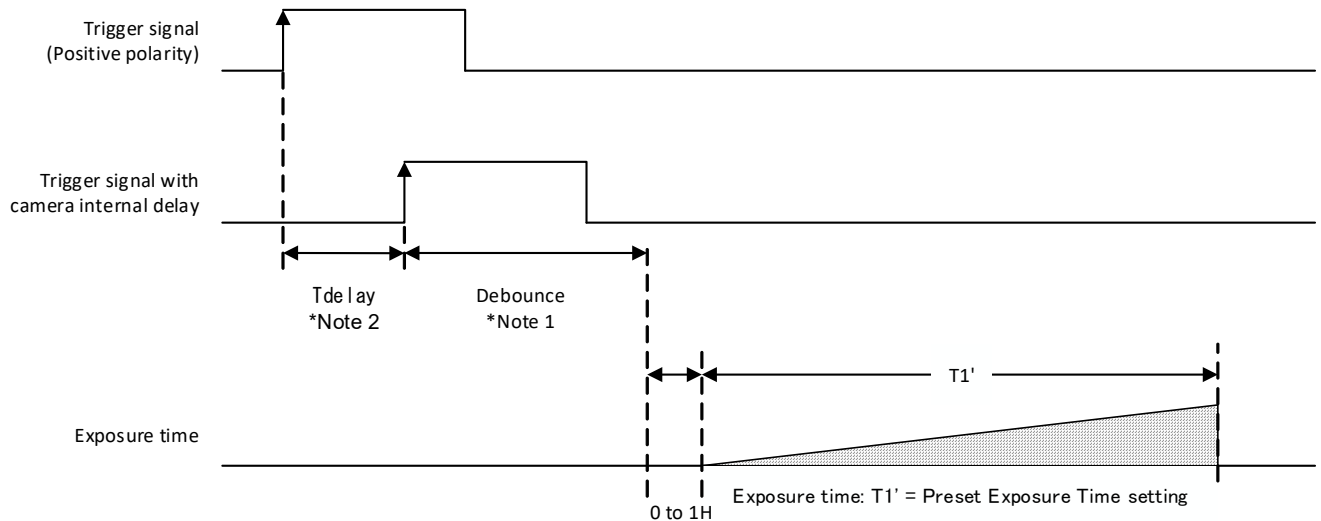 Trigger signal
(Positive polarity)
Trigger signal with
camera internal delay
Tdelay
*Note 2
Debounce
*Note 1
T1'
Exposure time
0 to 1H
Exposure time: T1’ = Preset Exposure Time setting